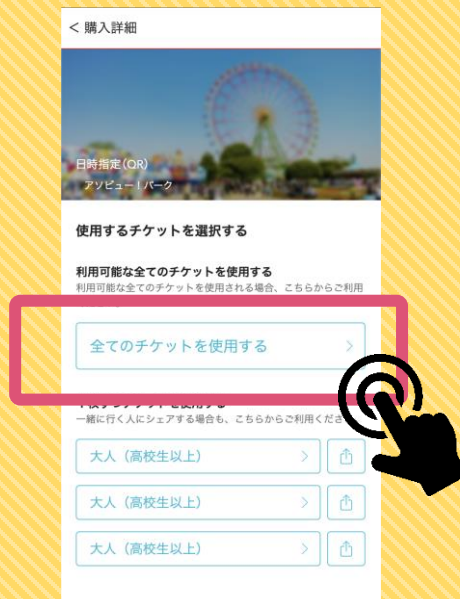 < 購入詳細
日時指定(QR)
アソビュー！パーク
使用するチケットを選択する
利用可能な全てのチケットを使用する
利用可能な全てのチケットを使用される場合、こちらからご利用
全てのチケットを使用する >
一緒に行く人にシェアする場合も、こちらからご利用くださ
大人（高校生以上） >
大人（高校生以上） >
大人（高校生以上） >